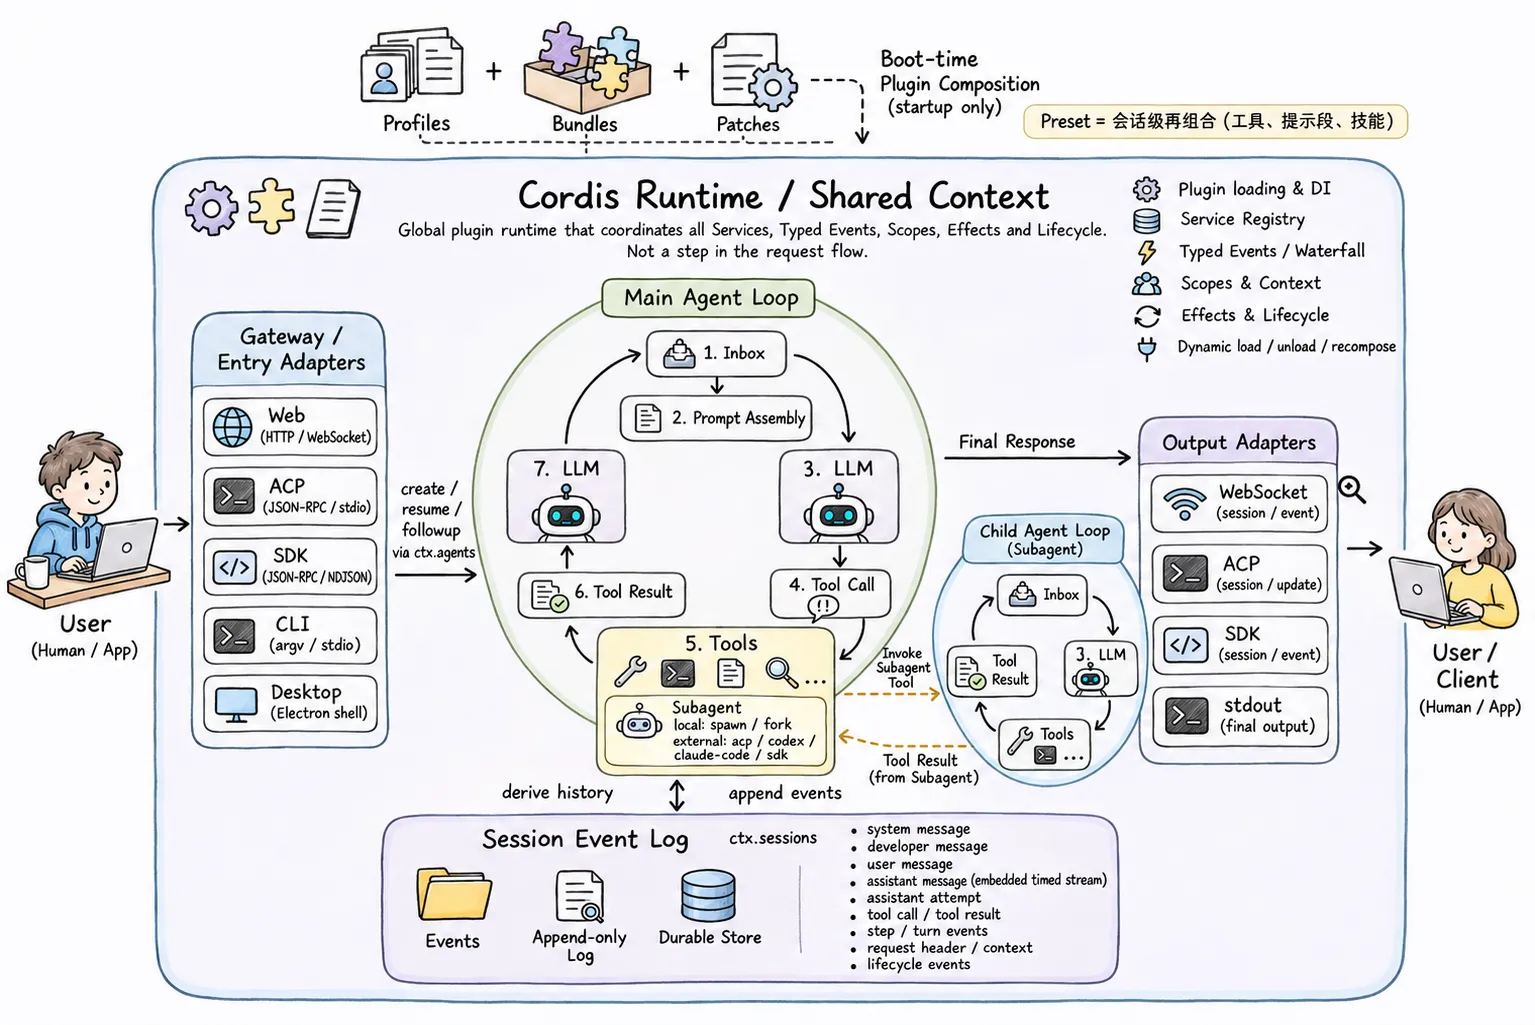 Profiles
+
Bundles
+
Patches
Boot-time
Plugin Composition
(startup only)
Preset = 会话级再组合 (工具、提示段、技能)
Cordis Runtime / Shared Context
Global plugin runtime that coordinates all Services, Typed Events, Scopes, Effects and Lifecycle.
Not a step in the request flow.
Plugin loading & DI
Service Registry
Typed Events / Waterfall
Scopes & Context
Effects & Lifecycle
Dynamic load / unload / recompose
User
(Human / App)
Gateway /
Entry Adapters
Web
(HTTP / WebSocket)
>_
ACP
(JSON-RPC / stdio)
</>
SDK
(JSON-RPC / NDJSON)
>_
CLI
(argv / stdio)
Desktop
(Electron shell)
create /
resume /
followup
via ctx.agents
Main Agent Loop
1. Inbox
2. Prompt Assembly
3. LLM
4. Tool Call
!!
5. Tools
>_
...
Subagent
local: spawn / fork
external: acp / codex /
claude-code / sdk
6. Tool Result
7. LLM
Final Response
Invoke
Subagent
Tool
Tool Result
(from Subagent)
Child Agent Loop
(Subagent)
Inbox
3. LLM
Tools
>_ ...
Tool
Result
Output Adapters
WebSocket
(session / event)
>_
ACP
(session / update)
</>
SDK
(session / event)
>_
stdout
(final output)
User /
Client
(Human / App)
derive history
append events
Session Event Log
ctx.sessions
Events
Append-only
Log
Durable Store
• system message
• developer message
• user message
• assistant message (embedded timed stream)
• assistant attempt
• tool call / tool result
• step / turn events
• request header / context
• lifecycle events